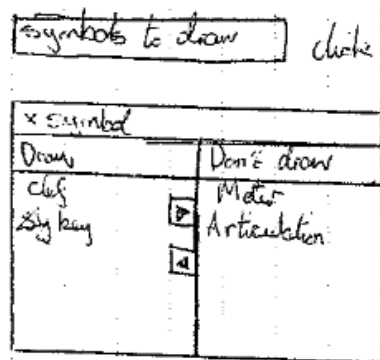 symbols to draw
click
x symbol
Draw
Don't draw
clef
Meter
Sig key
Articulation